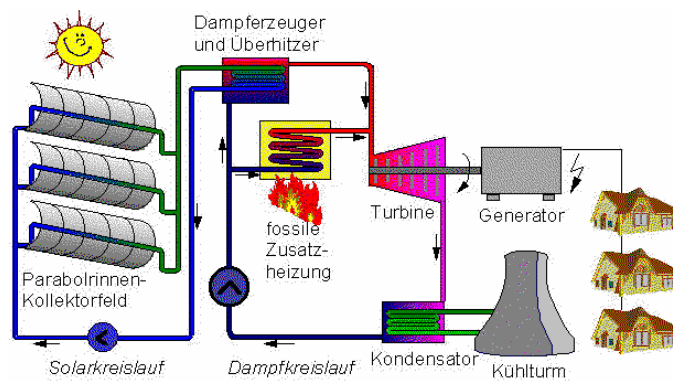 Dampferzeuger
und Überhitzer
fossile
Zusatz-
heizung
Turbine
Generator
Parabolrinnen-
Kollektorfeld
Solarkreislauf
Dampfkreislauf
Kondensator
Kühlturm